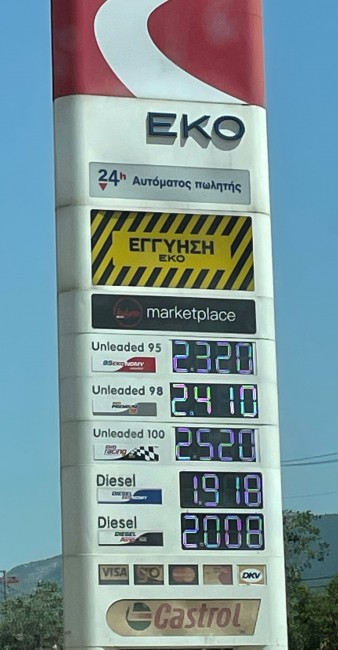 EKO
24h Αυτόματος πωλητής
ΕΓΓΥΗΣΗ
EKO
marketplace
Unleaded 95 2.320
Unleaded 98 2.410
Unleaded 100 2.520
racing
Diesel 1.918
Diesel 2.008
VISA DKV
Castrol